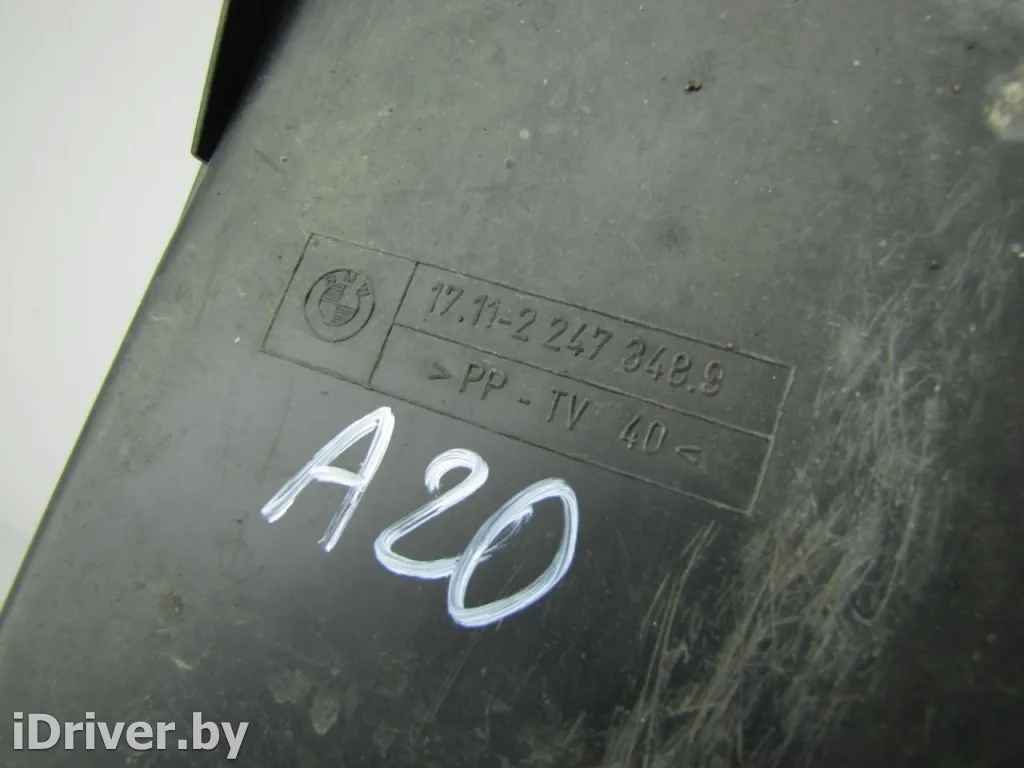 BMW
17.11-2 247 348.9
>PP - TV 40<
A20
iDriver.by